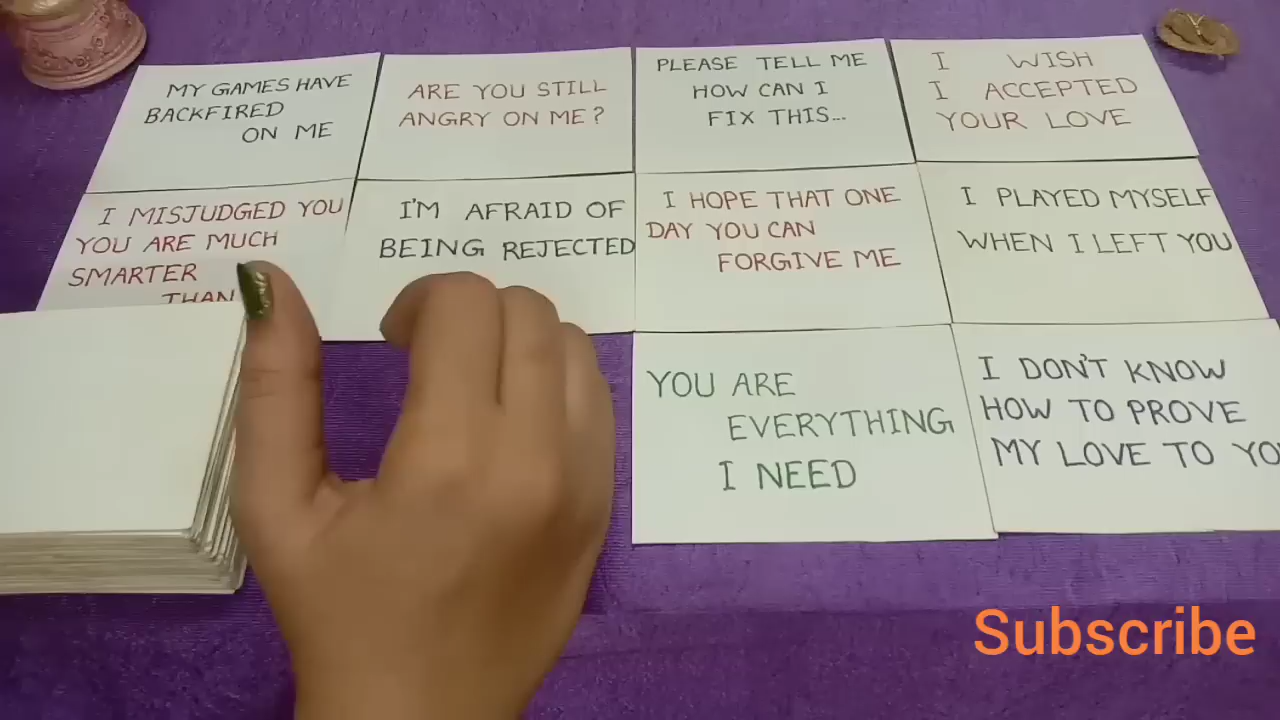 MY GAMES HAVE
BACKFIRED
ON ME
ARE YOU STILL
ANGRY ON ME?
PLEASE TELL ME
HOW CAN I
FIX THIS...
I WISH
I ACCEPTED
YOUR LOVE
I MISJUDGED YOU
YOU ARE MUCH
SMARTER
THAN
I'M AFRAID OF
BEING REJECTED
I HOPE THAT ONE
DAY YOU CAN
FORGIVE ME
I PLAYED MYSELF
WHEN I LEFT YOU
YOU ARE
EVERYTHING
I NEED
I DON'T KNOW
HOW TO PROVE
MY LOVE TO YO
Subscribe